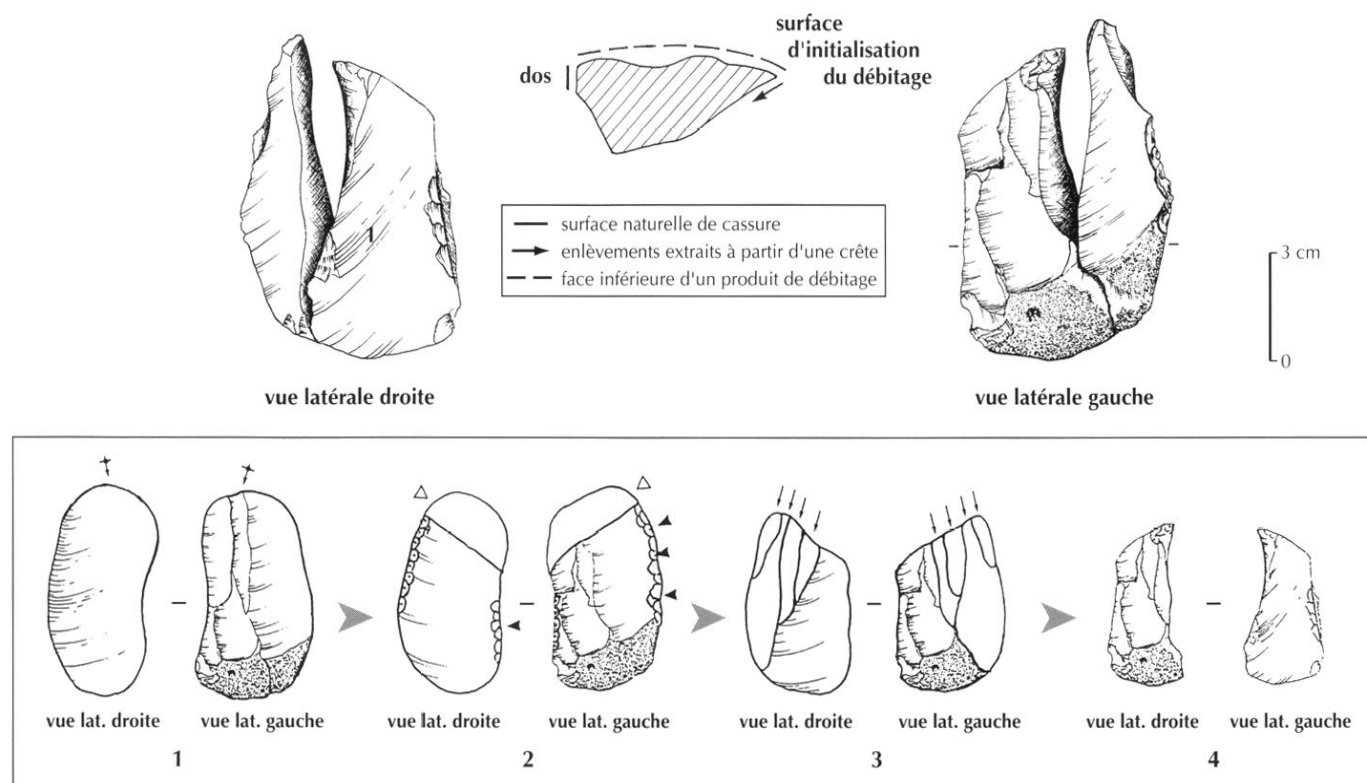 surface
d'initialisation
du débitage
dos
surface naturelle de cassure
enlèvements extraits à partir d'une crête
face inférieure d'un produit de débitage
3 cm
0
vue latérale droite
vue latérale gauche
vue lat. droite
vue lat. gauche
vue lat. droite
vue lat. gauche
vue lat. droite
vue lat. gauche
vue lat. droite
vue lat. gauche
1
2
3
4